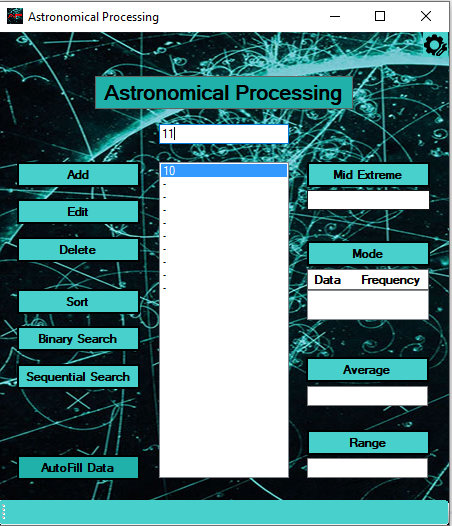 Astronomical Processing
Astronomical Processing
11
Add
Edit
Delete
Sort
Binary Search
Sequential Search
AutoFill Data
10
-
-
-
-
-
-
-
-
-
Mid Extreme
Mode
Data Frequency
Average
Range